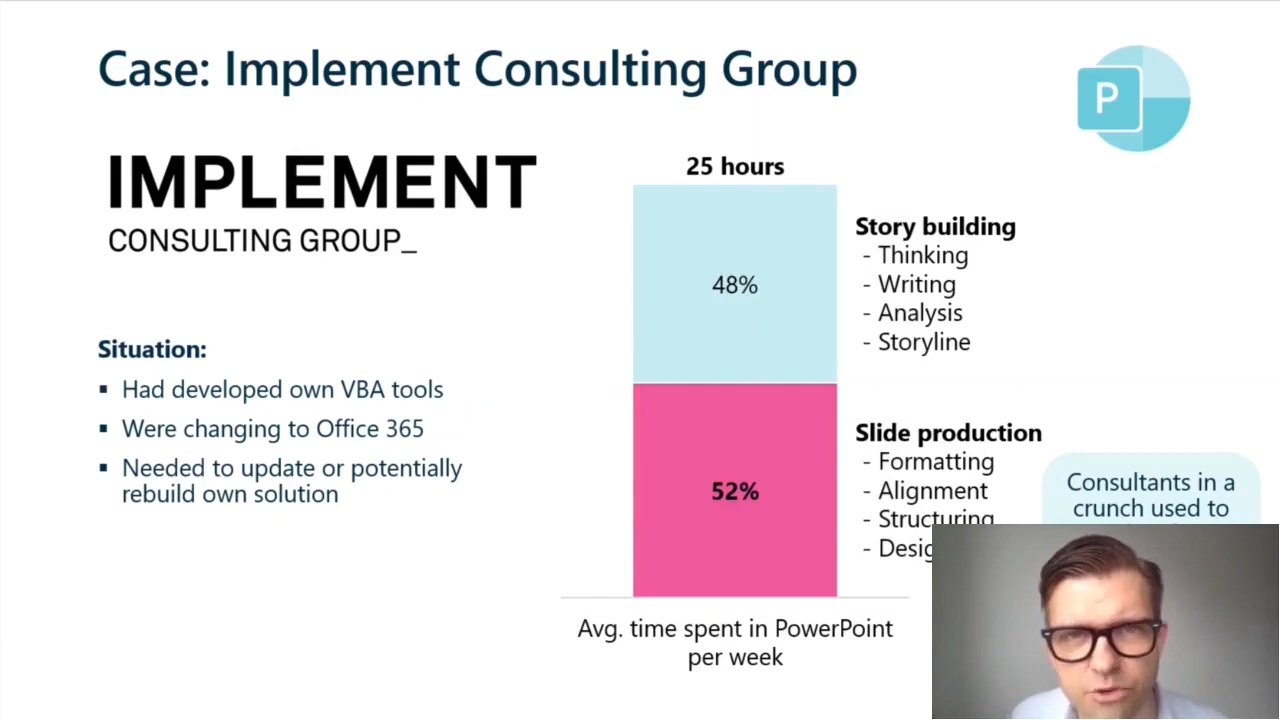 Case: Implement Consulting Group
P
IMPLEMENT
CONSULTING GROUP_
Situation:
▪ Had developed own VBA tools
▪ Were changing to Office 365
▪ Needed to update or potentially
rebuild own solution
25 hours
48%
52%
Avg. time spent in PowerPoint
per week
Story building
- Thinking
- Writing
- Analysis
- Storyline
Slide production
- Formatting
- Alignment
- Structuring
Consultants in a
crunch used to